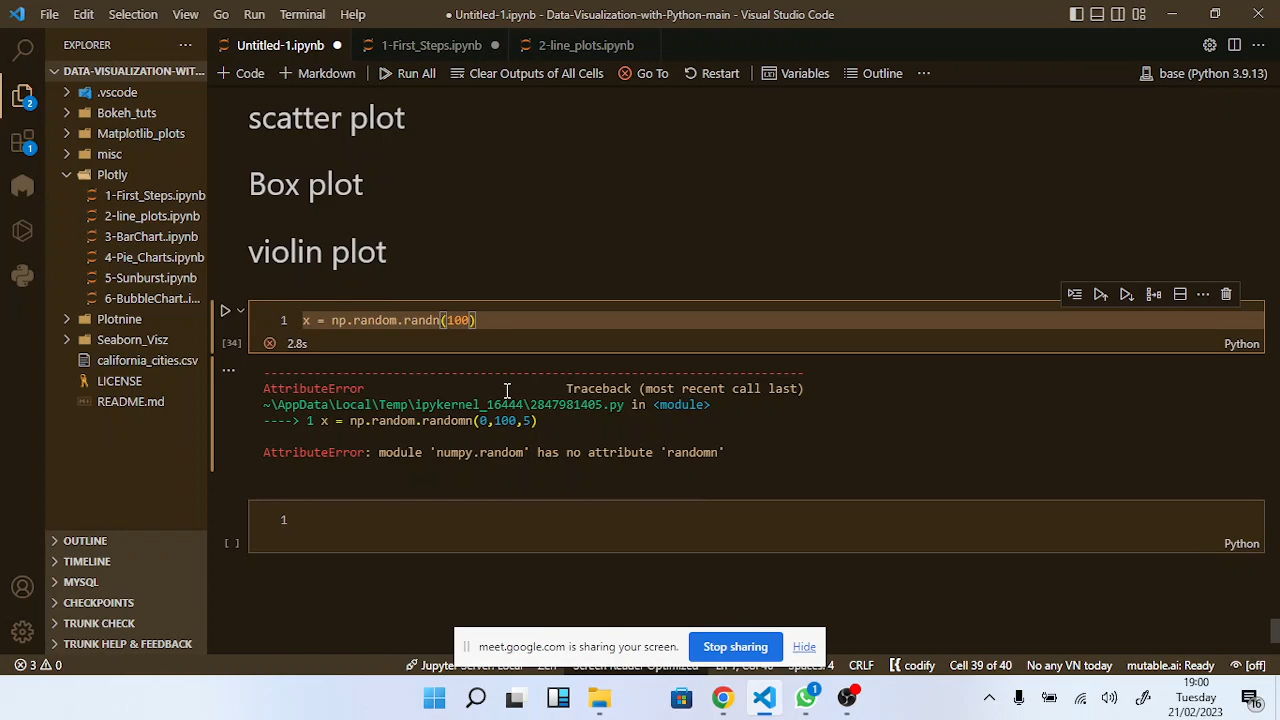 File Edit Selection View Go Run Terminal Help
● Untitled-1.ipynb - Data-Visualization-with-Python-main - Visual Studio Code
EXPLORER
Untitled-1.ipynb
1-First_Steps.ipynb
2-line_plots.ipynb
DATA-VISUALIZATION-WIT...
+ Code + Markdown Run All Clear Outputs of All Cells Go To Restart Variables Outline ...
base (Python 3.9.13)
.vscode
Bokeh_tuts
Matplotlib_plots
misc
Plotly
1-First_Steps.ipynb
2-line_plots.ipynb
3-BarChart..ipynb
4-Pie_Charts.ipynb
5-Sunburst.ipynb
6-BubbleChart..i...
Plotnine
Seaborn_Visz
california_cities.csv
LICENSE
README.md
OUTLINE
TIMELINE
MYSQL
CHECKPOINTS
TRUNK CHECK
TRUNK HELP & FEEDBACK
2
1
scatter plot
Box plot
violin plot
1 x = np.random.randn(100)
[34] 2.8s Python
---------------------------------------------------------------------------
AttributeError Traceback (most recent call last)
~\AppData\Local\Temp\ipykernel_16444\2847981405.py in <module>
----> 1 x = np.random.randomn(0,100,5)
AttributeError: module 'numpy.random' has no attribute 'randomn'
1
[ ] Python
meet.google.com is sharing your screen. Stop sharing Hide
3 0
CRLF codify Cell 39 of 40 No any VN today mutable.ai: Ready [off]
1
19:00
Tuesday
21/02/2023
16